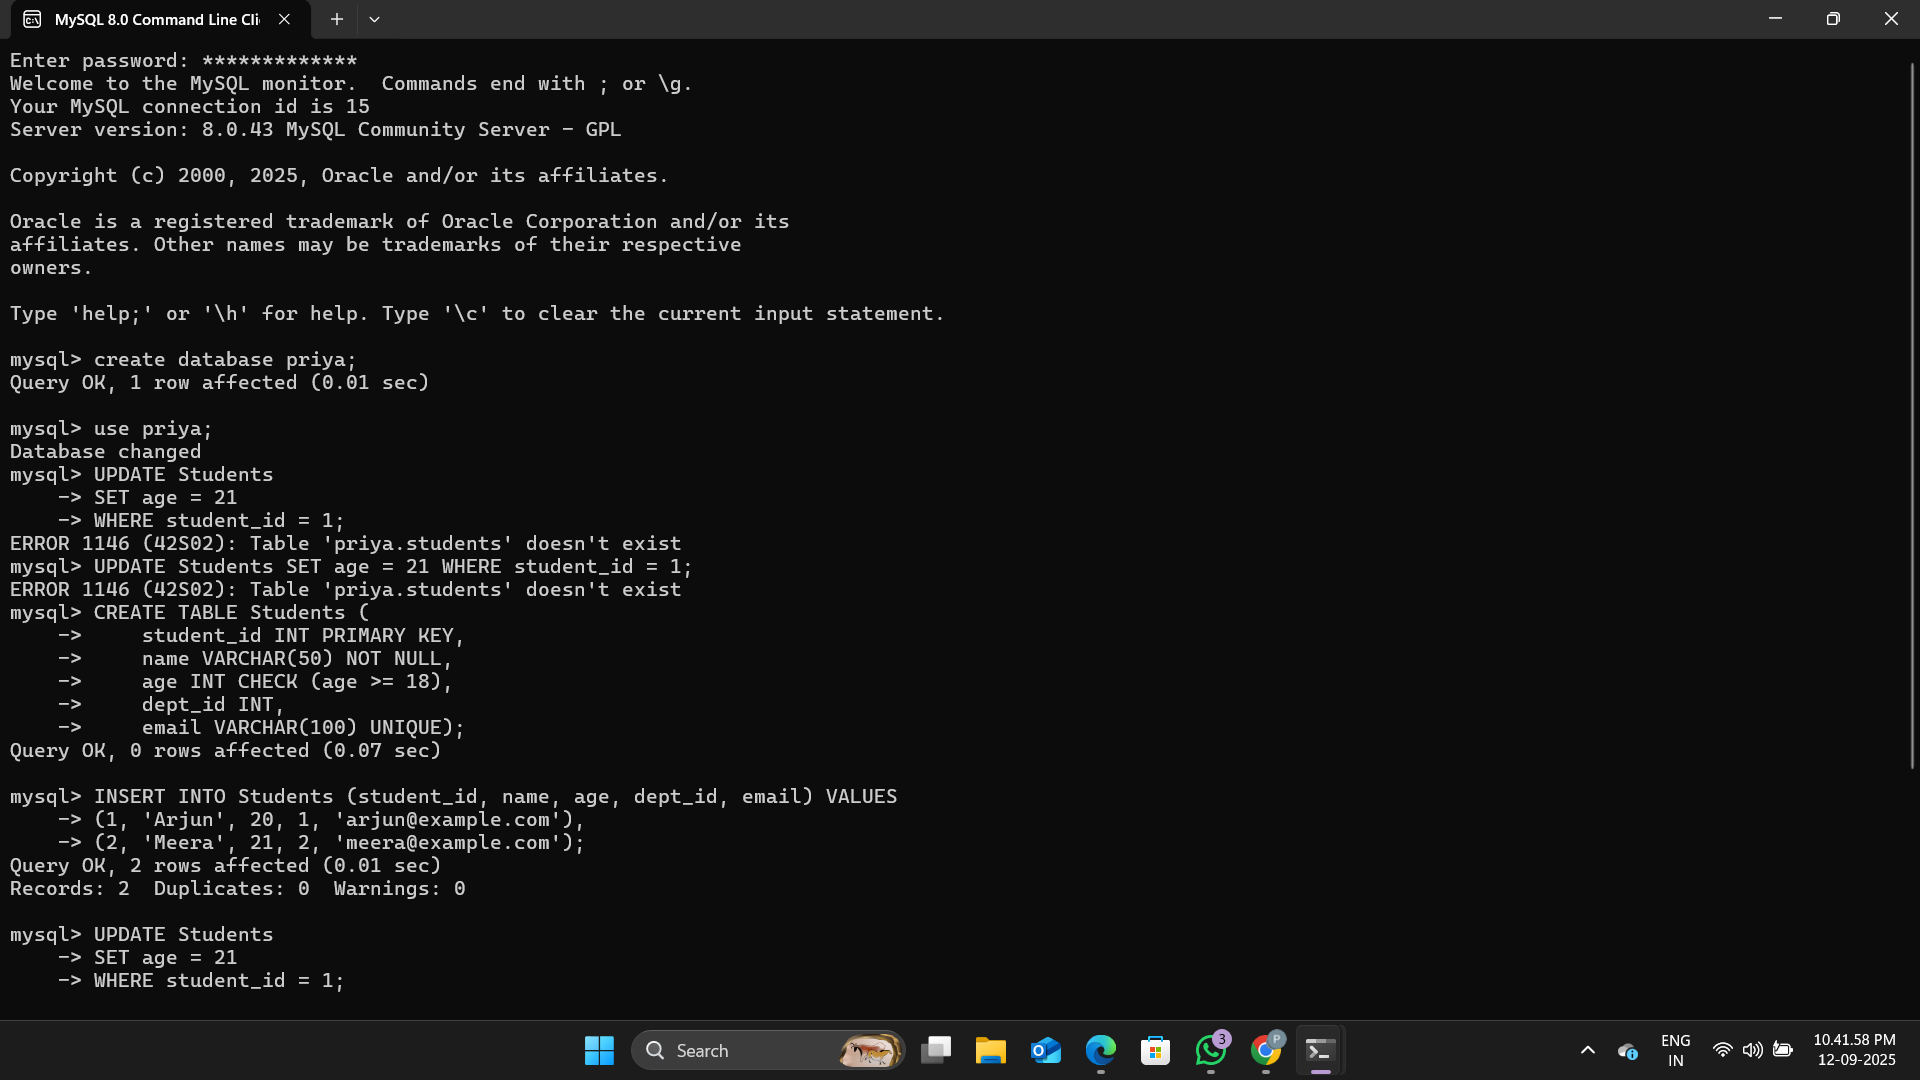 MySQL 8.0 Command Line Cli
Enter password: *************
Welcome to the MySQL monitor.  Commands end with ; or \g.
Your MySQL connection id is 15
Server version: 8.0.43 MySQL Community Server - GPL
Copyright (c) 2000, 2025, Oracle and/or its affiliates.
Oracle is a registered trademark of Oracle Corporation and/or its
affiliates. Other names may be trademarks of their respective
owners.
Type 'help;' or '\h' for help. Type '\c' to clear the current input statement.
mysql> create database priya;
Query OK, 1 row affected (0.01 sec)
mysql> use priya;
Database changed
mysql> UPDATE Students
    -> SET age = 21
    -> WHERE student_id = 1;
ERROR 1146 (42S02): Table 'priya.students' doesn't exist
mysql> UPDATE Students SET age = 21 WHERE student_id = 1;
ERROR 1146 (42S02): Table 'priya.students' doesn't exist
mysql> CREATE TABLE Students (
    ->     student_id INT PRIMARY KEY,
    ->     name VARCHAR(50) NOT NULL,
    ->     age INT CHECK (age >= 18),
    ->     dept_id INT,
    ->     email VARCHAR(100) UNIQUE);
Query OK, 0 rows affected (0.07 sec)
mysql> INSERT INTO Students (student_id, name, age, dept_id, email) VALUES
    -> (1, 'Arjun', 20, 1, 'arjun@example.com'),
    -> (2, 'Meera', 21, 2, 'meera@example.com');
Query OK, 2 rows affected (0.01 sec)
Records: 2  Duplicates: 0  Warnings: 0
mysql> UPDATE Students
    -> SET age = 21
    -> WHERE student_id = 1;
Search
3
P
ENG
IN
10.41.58 PM
12-09-2025